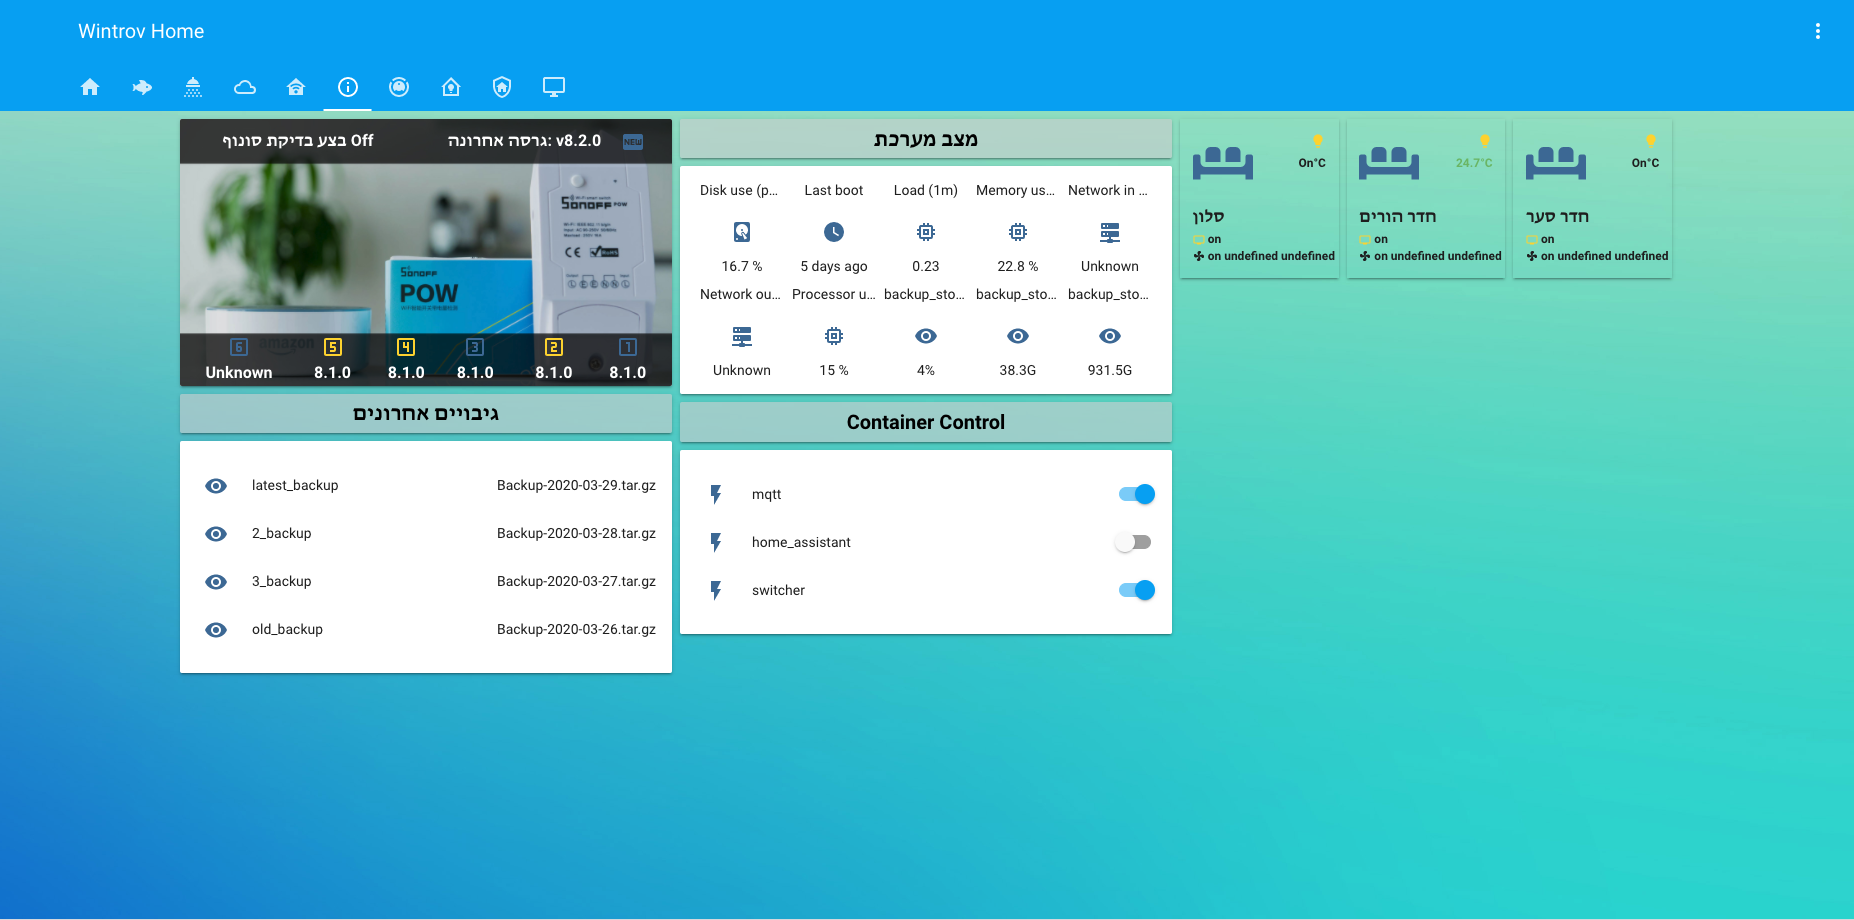 Wintrov Home
בצע בדיקת סונוף Off
גרסה אחרונה: v8.2.0
NEW
SONOFF POW
SONOFF
POW
amazon
6 5 4 3 2 1
Unknown 8.1.0 8.1.0 8.1.0 8.1.0 8.1.0
גיבויים אחרונים
latest_backup Backup-2020-03-29.tar.gz
2_backup Backup-2020-03-28.tar.gz
3_backup Backup-2020-03-27.tar.gz
old_backup Backup-2020-03-26.tar.gz
מצב מערכת
Disk use (p... Last boot Load (1m) Memory us... Network in ...
16.7 % 5 days ago 0.23 22.8 % Unknown
Network ou... Processor u... backup_sto... backup_sto... backup_sto...
Unknown 15 % 4% 38.3G 931.5G
Container Control
mqtt
home_assistant
switcher
On°C
סלון
on
on undefined undefined
24.7°C
חדר הורים
on
on undefined undefined
On°C
חדר סער
on
on undefined undefined